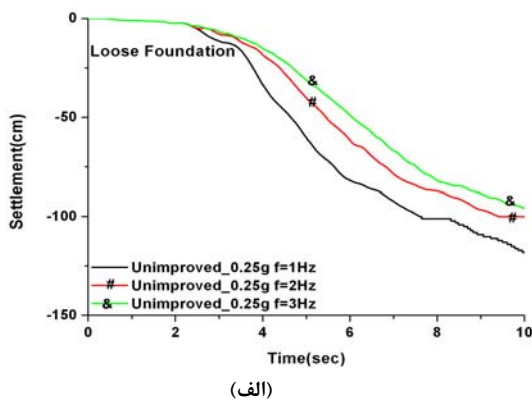 0
Loose Foundation
&
#
-50
Settlement(cm)
&
-100
#
Unimproved_0.25g f=1Hz
# Unimproved_0.25g f=2Hz
& Unimproved_0.25g f=3Hz
-150
0 2 4 6 8 10
Time(sec)
(الف)